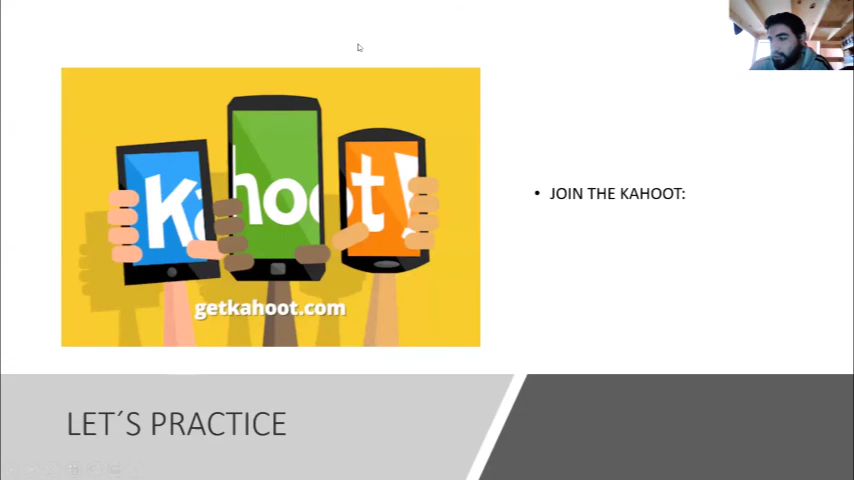 Kahoot!
getkahoot.com
• JOIN THE KAHOOT:
LET´S PRACTICE